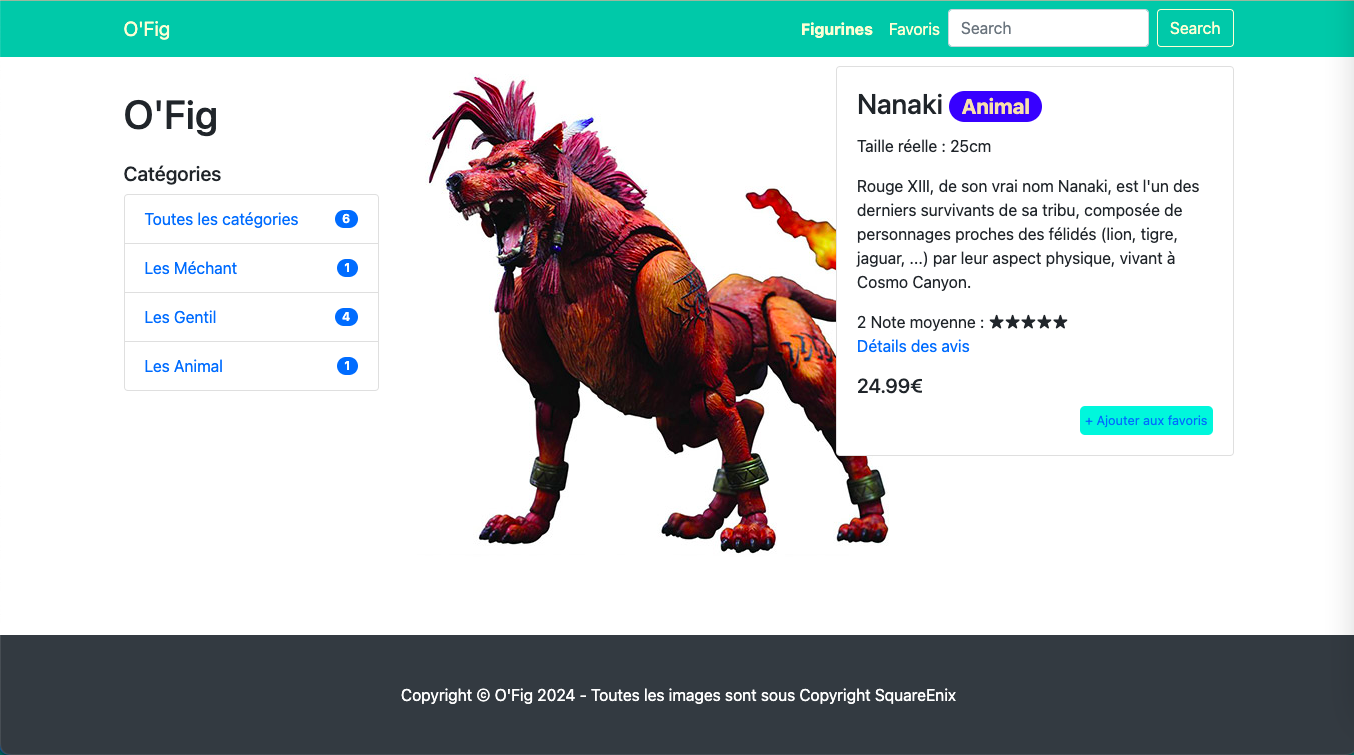 O'Fig
Figurines
Favoris
Search
Search
O'Fig
Catégories
Toutes les catégories 6
Les Méchant 1
Les Gentil 4
Les Animal 1
Nanaki Animal
Taille réelle : 25cm
Rouge XIII, de son vrai nom Nanaki, est l'un des
derniers survivants de sa tribu, composée de
personnages proches des félidés (lion, tigre,
jaguar, ...) par leur aspect physique, vivant à
Cosmo Canyon.
2 Note moyenne : ★★★★★
Détails des avis
24.99€
+ Ajouter aux favoris
Copyright © O'Fig 2024 - Toutes les images sont sous Copyright SquareEnix